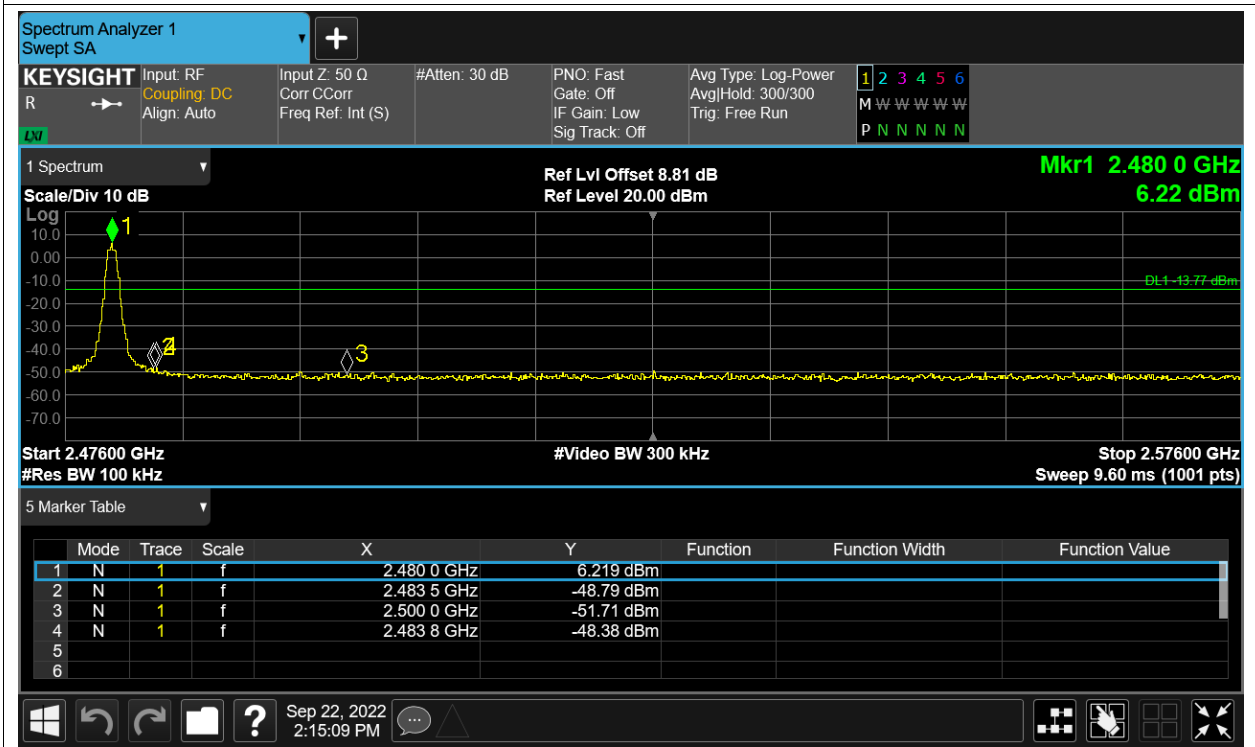 Spectrum Analyzer 1
Swept SA
+
KEYSIGHT Input: RF Input Z: 50 Ω #Atten: 30 dB PNO: Fast Avg Type: Log-Power 1 2 3 4 5 6
R Coupling: DC Corr CCorr Gate: Off Avg|Hold: 300/300 M W W W W W
Align: Auto Freq Ref: Int (S) IF Gain: Low Trig: Free Run
LXI Sig Track: Off P N N N N N
1 Spectrum Ref Lvl Offset 8.81 dB Mkr1 2.480 0 GHz
Scale/Div 10 dB Ref Level 20.00 dBm 6.22 dBm
Log
1
10.0
0.00
-10.0
DL1 -13.77 dBm
-20.0
-30.0
-40.0
2 4 3
-50.0
-60.0
-70.0
Start 2.47600 GHz #Video BW 300 kHz Stop 2.57600 GHz
#Res BW 100 kHz Sweep 9.60 ms (1001 pts)
5 Marker Table
Mode Trace Scale X Y Function Function Width Function Value
1 N 1 f 2.480 0 GHz 6.219 dBm
2 N 1 f 2.483 5 GHz -48.79 dBm
3 N 1 f 2.500 0 GHz -51.71 dBm
4 N 1 f 2.483 8 GHz -48.38 dBm
5
6
? Sep 22, 2022
2:15:09 PM